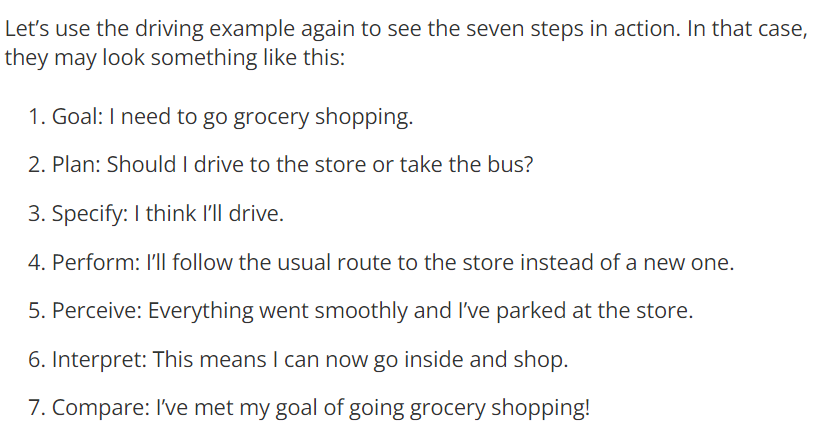 Let’s use the driving example again to see the seven steps in action. In that case,
they may look something like this:
1. Goal: I need to go grocery shopping.
2. Plan: Should I drive to the store or take the bus?
3. Specify: I think I’ll drive.
4. Perform: I’ll follow the usual route to the store instead of a new one.
5. Perceive: Everything went smoothly and I’ve parked at the store.
6. Interpret: This means I can now go inside and shop.
7. Compare: I’ve met my goal of going grocery shopping!